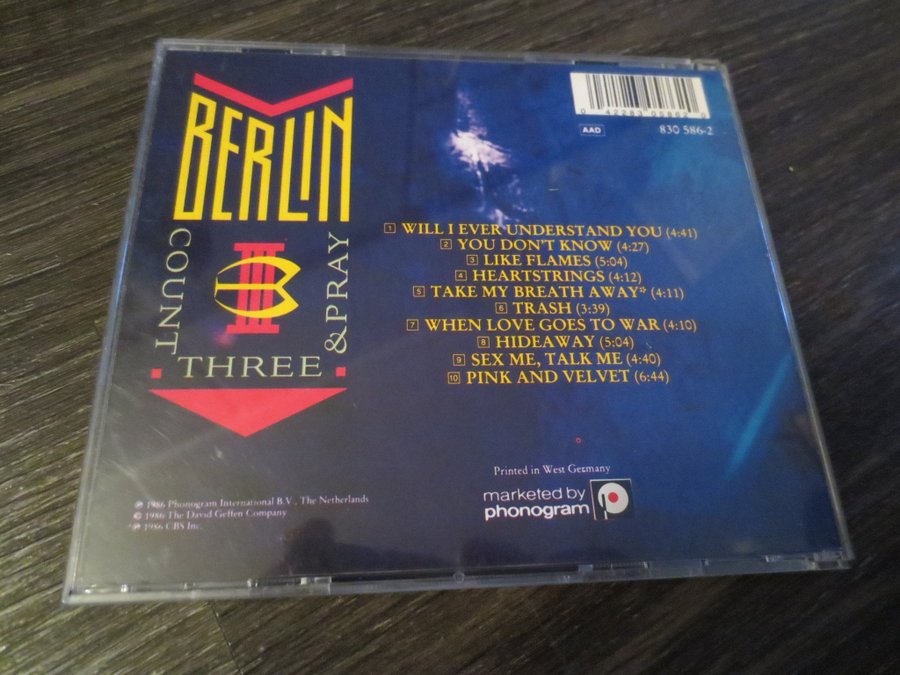 BERLIN
COUNT
THREE
& PRAY
0 42283 05862 0
AAD
830 586-2
1 WILL I EVER UNDERSTAND YOU (4:41)
2 YOU DON'T KNOW (4:27)
3 LIKE FLAMES (5:04)
4 HEARTSTRINGS (4:12)
5 TAKE MY BREATH AWAY* (4:11)
6 TRASH (3:39)
7 WHEN LOVE GOES TO WAR (4:10)
8 HIDEAWAY (5:04)
9 SEX ME, TALK ME (4:40)
10 PINK AND VELVET (6:44)
Printed in West Germany
marketed by
phonogram
℗ 1986 Phonogram International B.V., The Netherlands
© 1986 The David Geffen Company
*℗ 1986 CBS Inc.